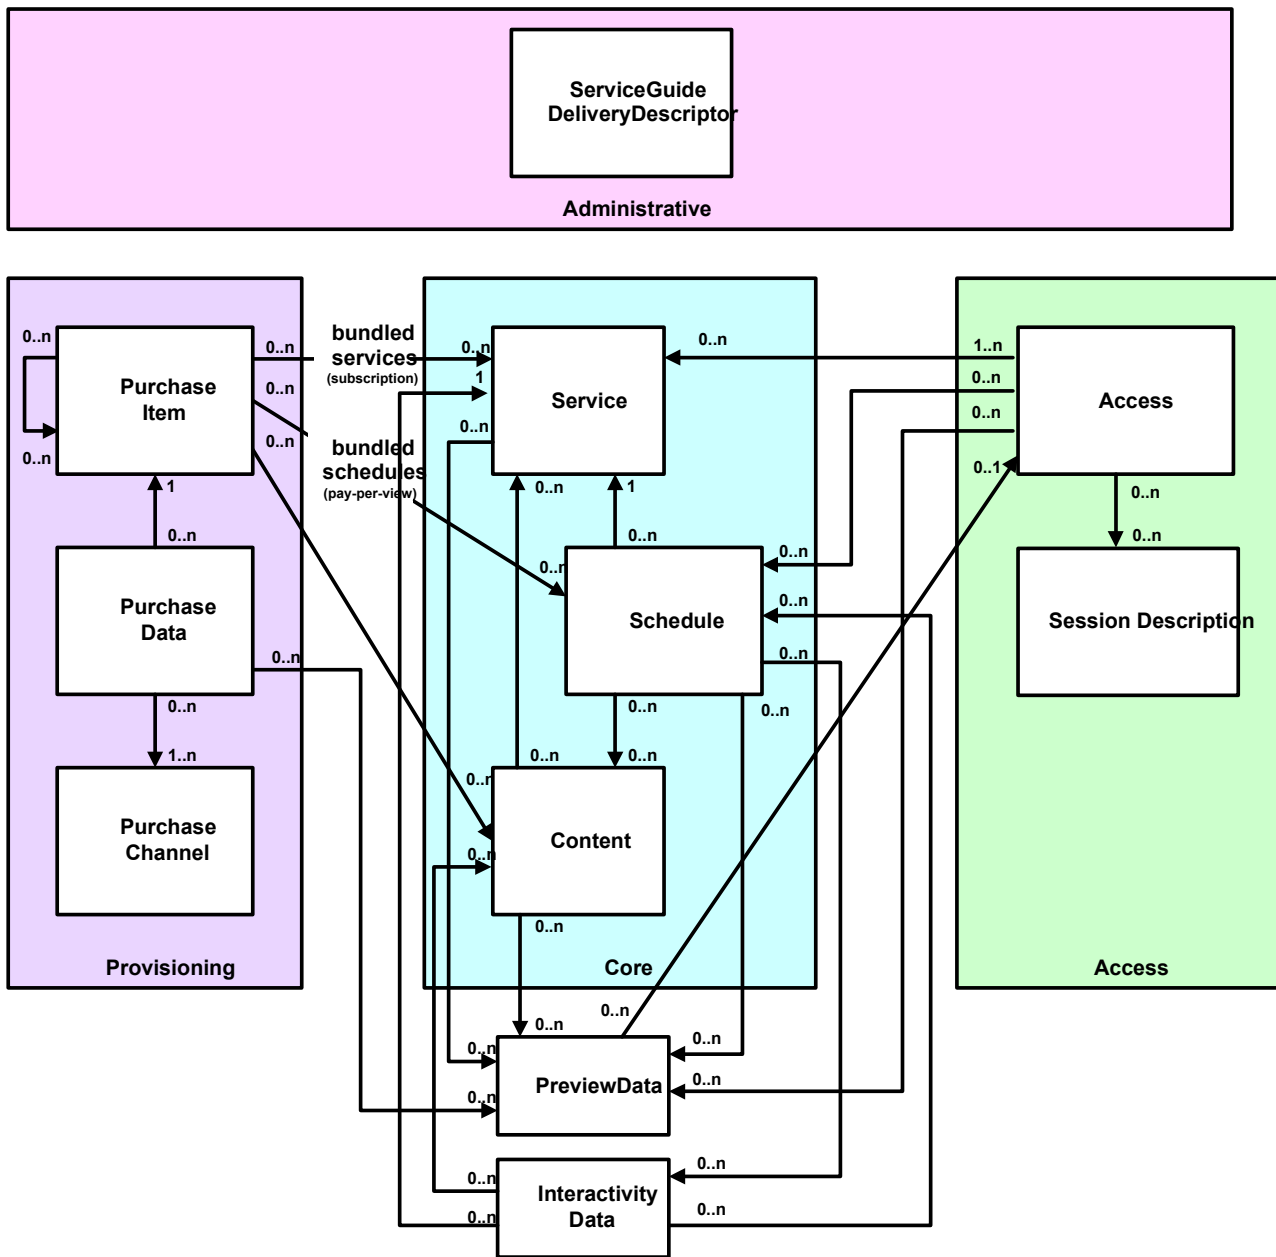 ServiceGuide
DeliveryDescriptor
Administrative
0..n
0..n
Purchase
Item
0..n
0..n
0..n
bundled
services
(subscription)
0..n
1
Service
0..n
1..n
0..n
0..n
0..1
Access
bundled
schedules
(pay-per-view)
0..n
0..n
1
1
0..n
0..n
0..n
0..n
0..n
0..n
Purchase
Data
0..n
0..n
Schedule
0..n
0..n
Session Description
0..n
0..n
1..n
0..n
0..n
0..n
0..n
Purchase
Channel
Content
0..n
0..n
Provisioning
Core
Access
0..n
0..n
0..n
0..n
0..n
0..n
PreviewData
0..n
0..n
0..n
Interactivity
Data
0..n
0..n